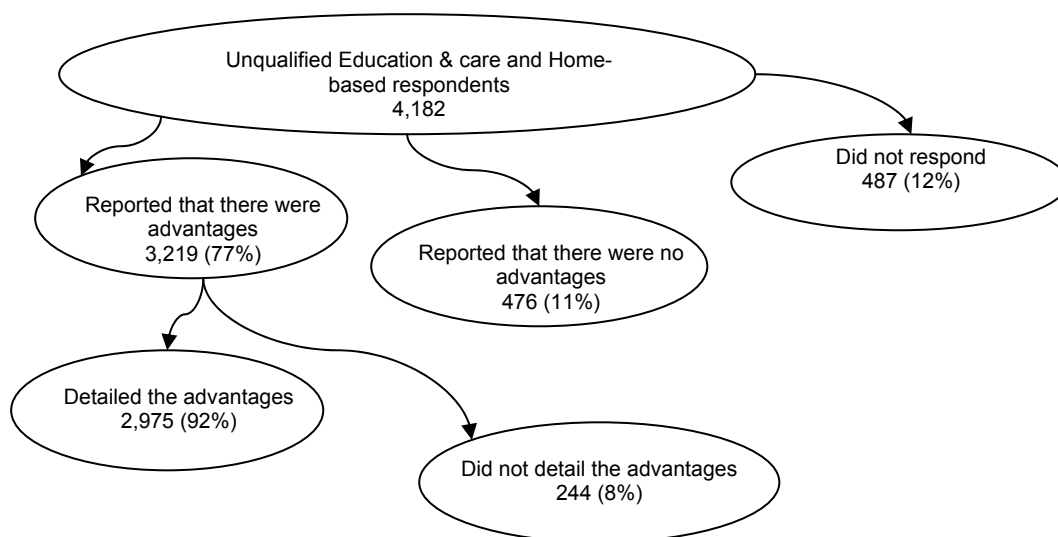 Unqualified Education & care and Home-
based respondents
4,182
Did not respond
487 (12%)
Reported that there were
advantages
3,219 (77%)
Reported that there were no
advantages
476 (11%)
Detailed the advantages
2,975 (92%)
Did not detail the advantages
244 (8%)